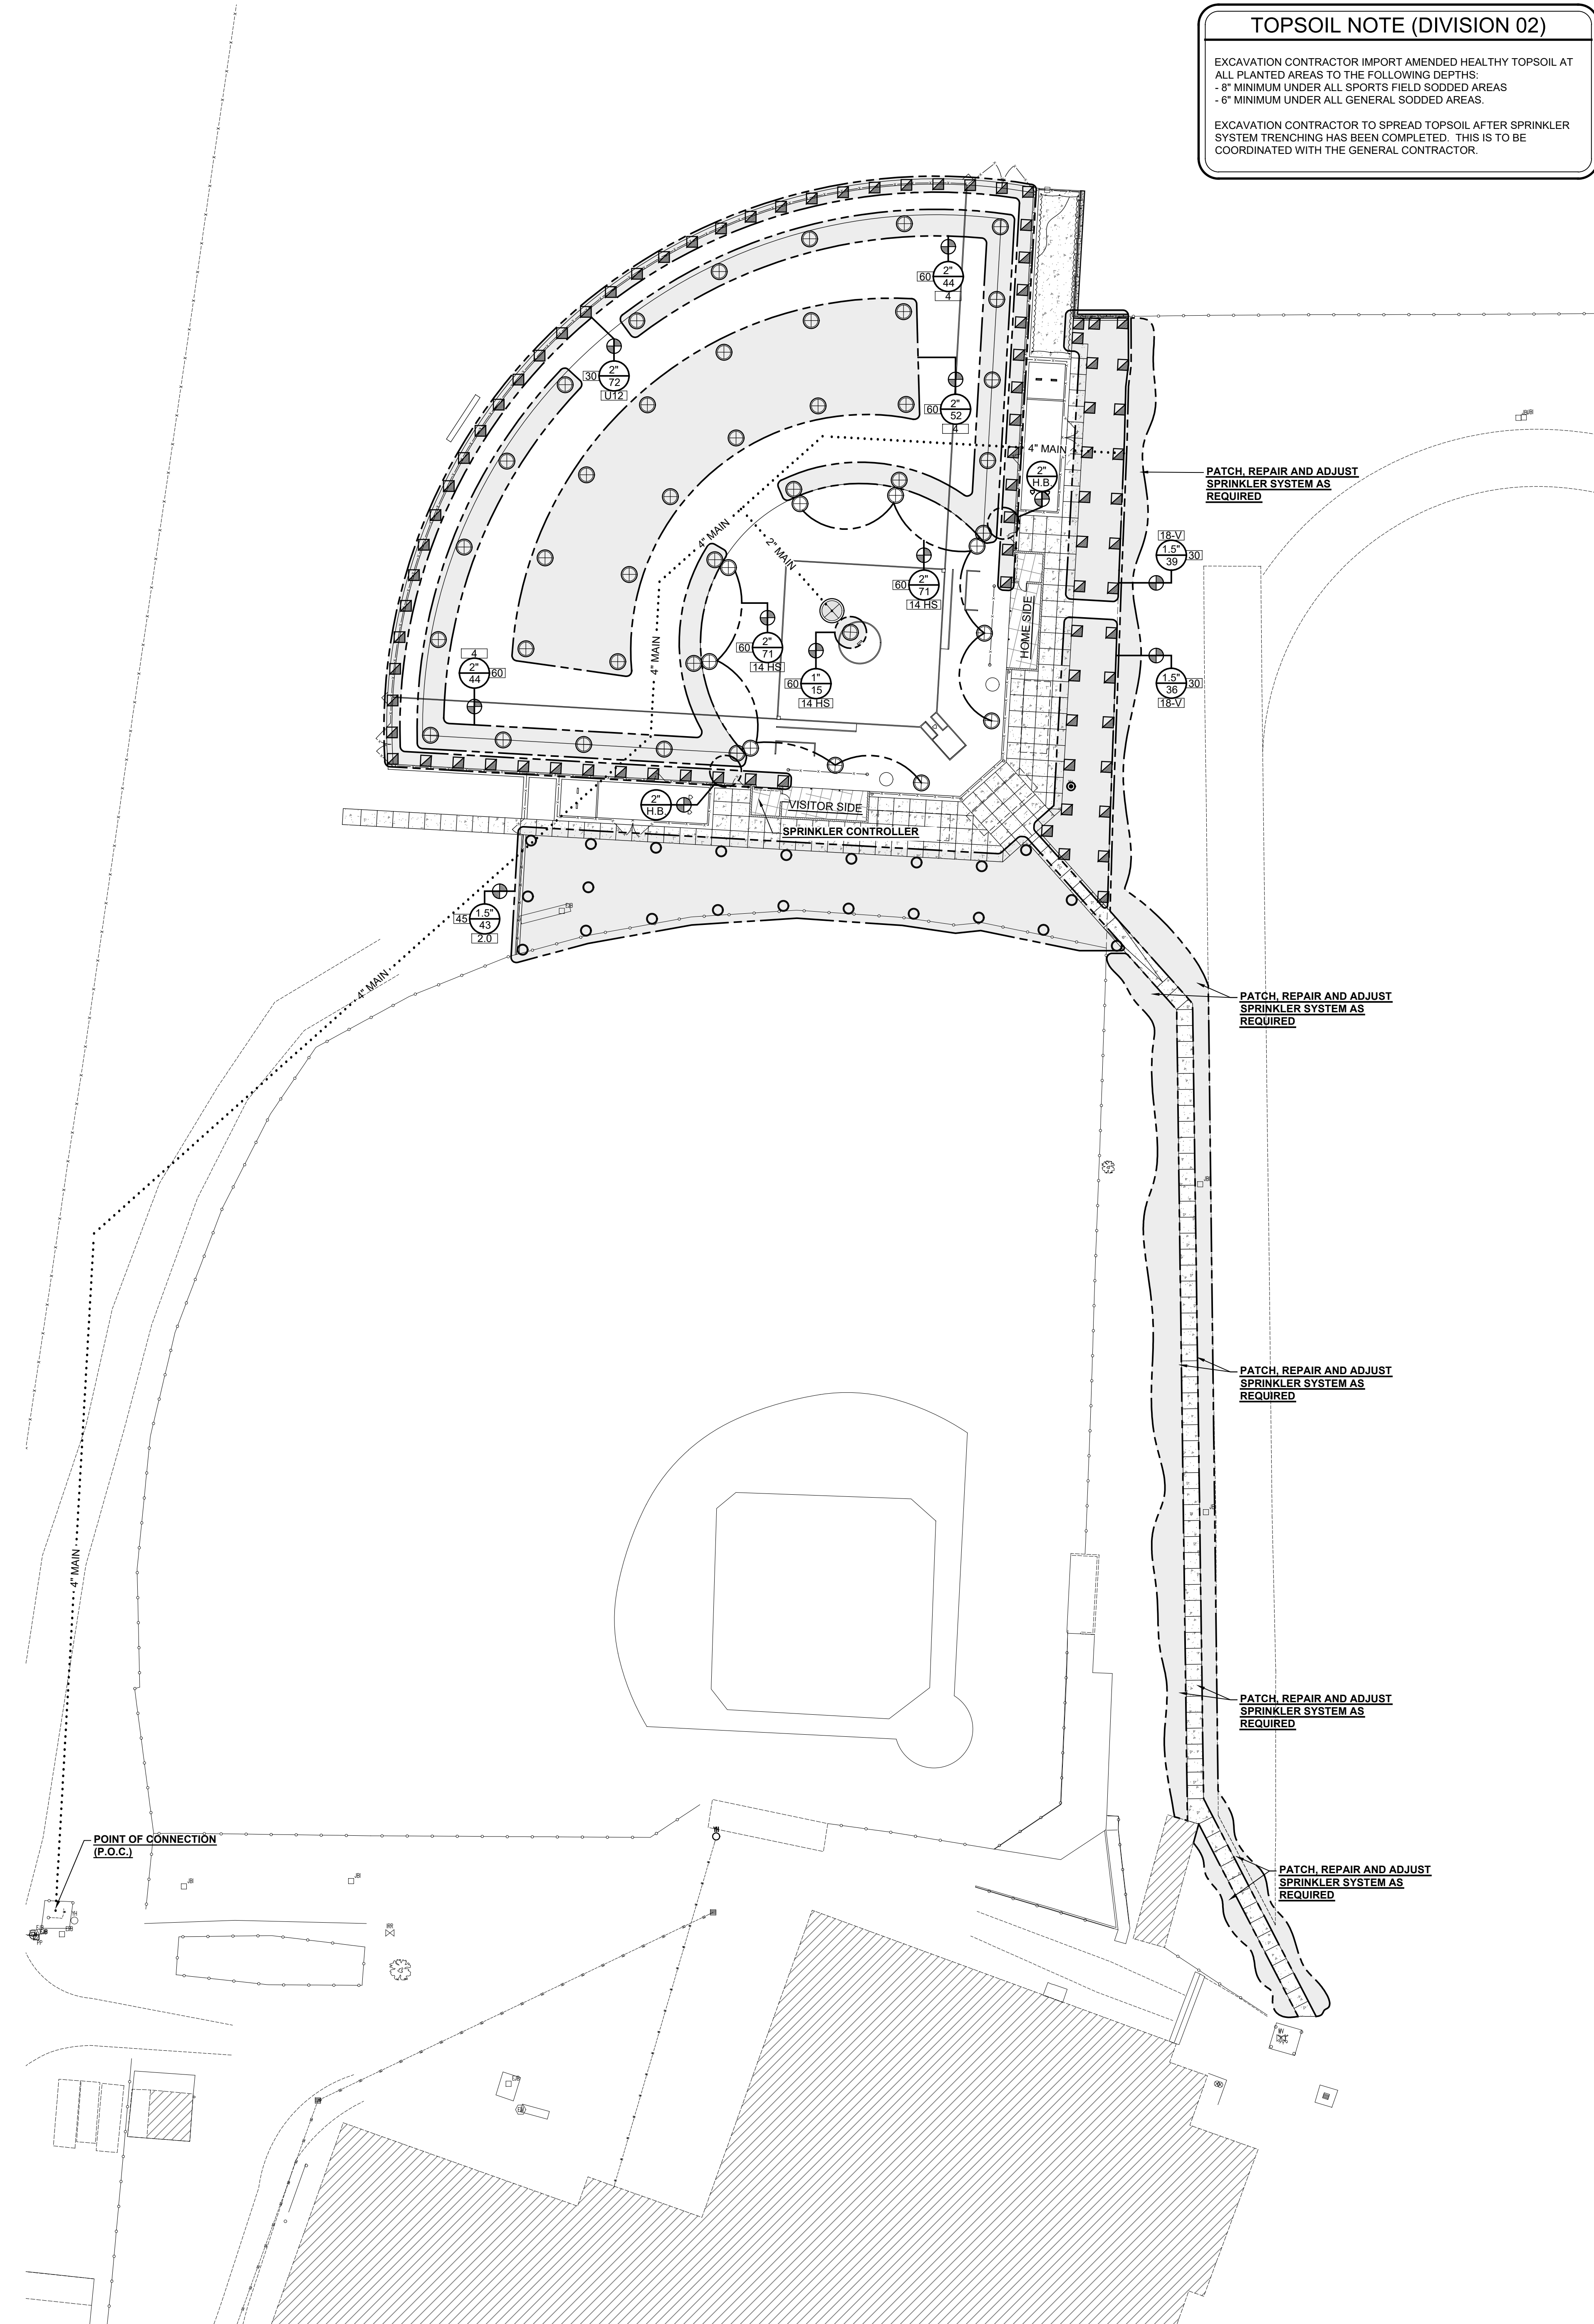 TOPSOIL NOTE (DIVISION 02)
EXCAVATION CONTRACTOR IMPORT AMENDED HEALTHY TOPSOIL AT
ALL PLANTED AREAS TO THE FOLLOWING DEPTHS:
- 8" MINIMUM UNDER ALL SPORTS FIELD SODDED AREAS
- 6" MINIMUM UNDER ALL GENERAL SODDED AREAS.
EXCAVATION CONTRACTOR TO SPREAD TOPSOIL AFTER SPRINKLER
SYSTEM TRENCHING HAS BEEN COMPLETED. THIS IS TO BE
COORDINATED WITH THE GENERAL CONTRACTOR.
2"
60 44
4
2"
30 72
U12
2"
60 52
4
4" MAIN
2"
H.B
PATCH, REPAIR AND ADJUST
SPRINKLER SYSTEM AS
REQUIRED
4" MAIN
2" MAIN
18-V
1.5"
39 30
2"
60 71
14 HS
HOME SIDE
2"
60 71
14 HS
4" MAIN
1"
60 15
14 HS
4
2"
44 60
1.5"
36 30
18-V
2"
H.B
VISITOR SIDE
SPRINKLER CONTROLLER
1.5"
45 43
2.0
4" MAIN
PATCH, REPAIR AND ADJUST
SPRINKLER SYSTEM AS
REQUIRED
PATCH, REPAIR AND ADJUST
SPRINKLER SYSTEM AS
REQUIRED
4" MAIN
PATCH, REPAIR AND ADJUST
SPRINKLER SYSTEM AS
REQUIRED
POINT OF CONNECTION
(P.O.C.)
PATCH, REPAIR AND ADJUST
SPRINKLER SYSTEM AS
REQUIRED